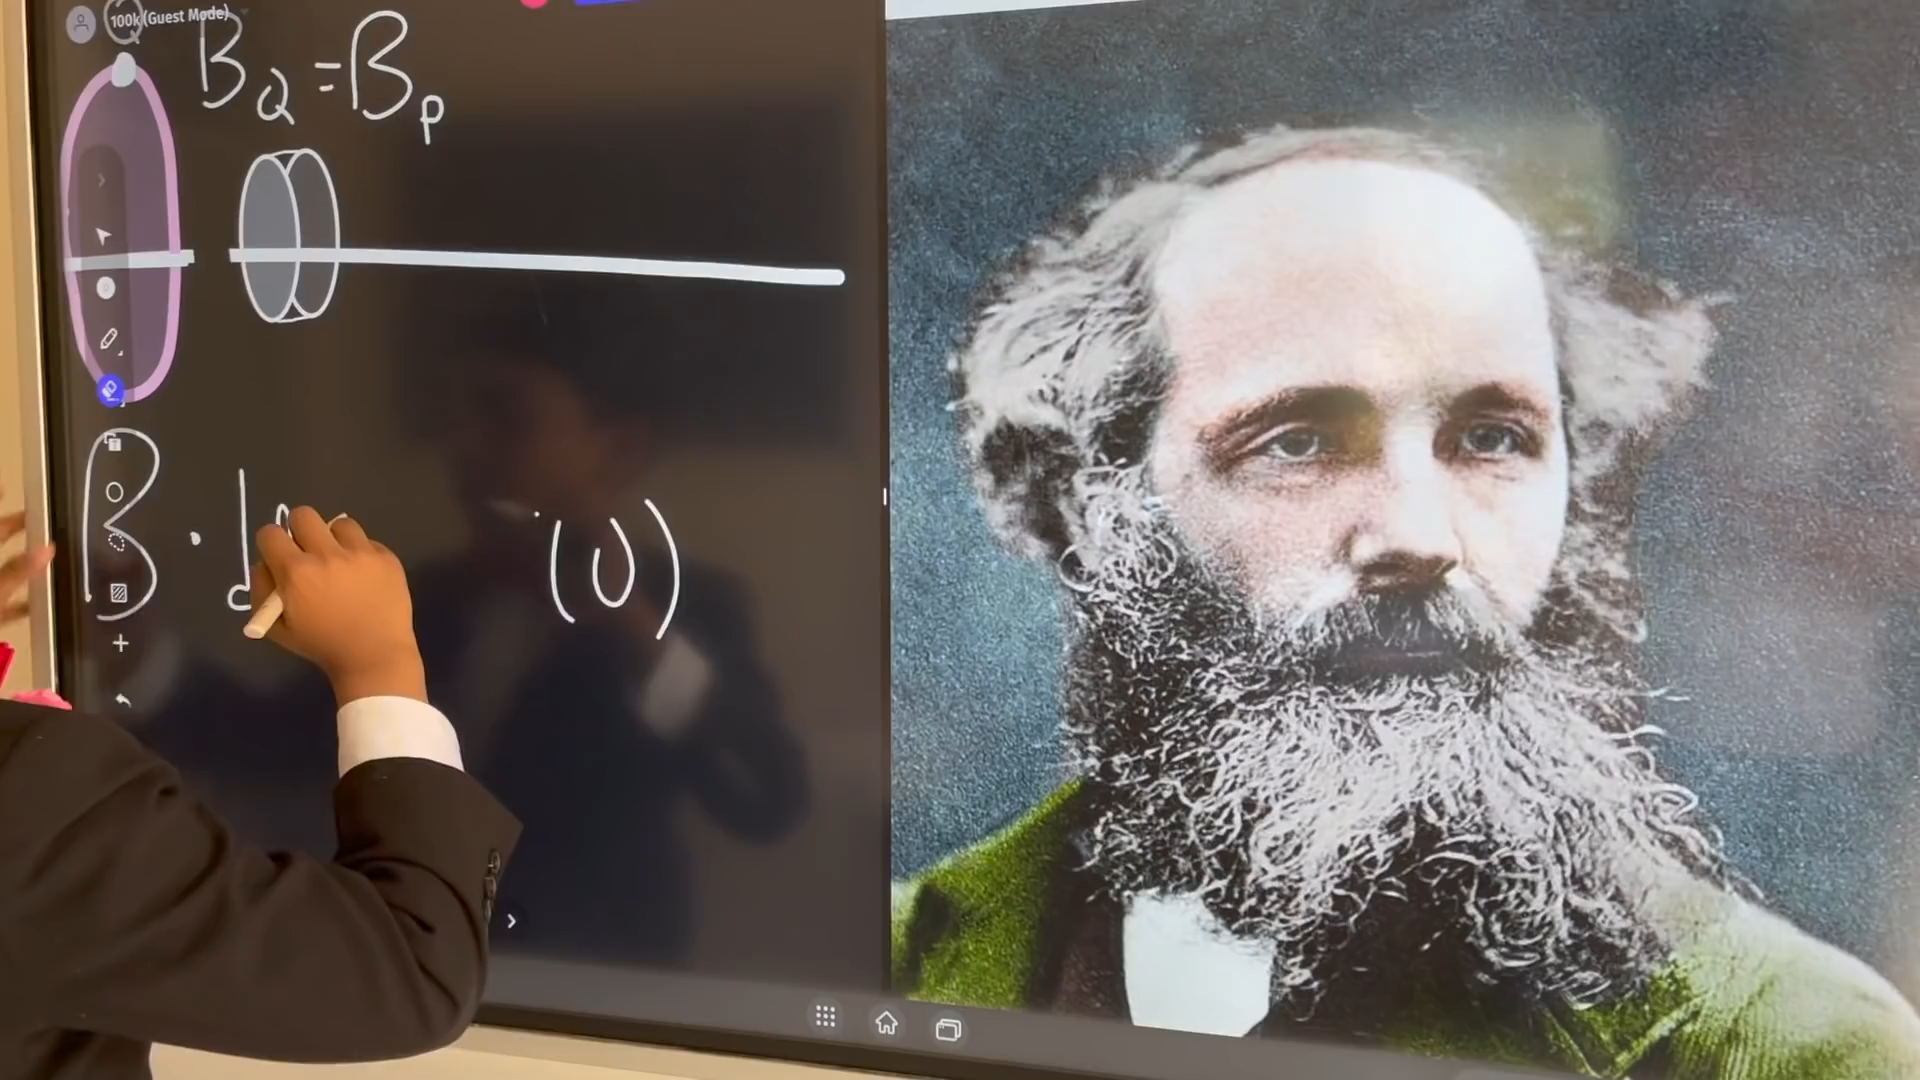 100k (Guest Mode)
Q
B_Q = B_P
B · d
(0)